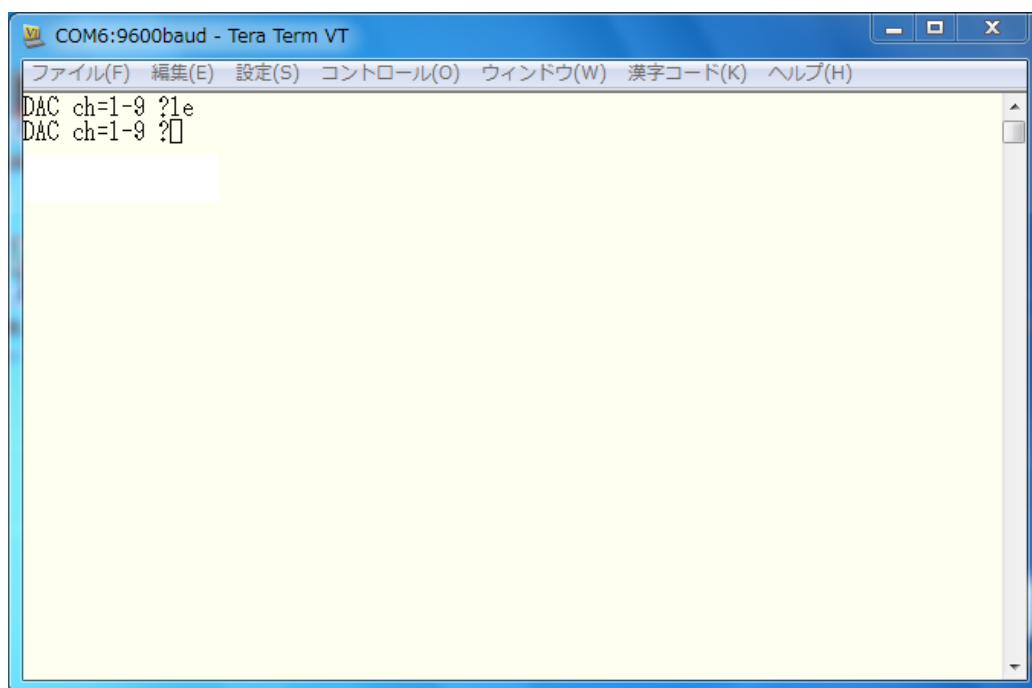 COM6:9600baud - Tera Term VT
ファイル(F) 編集(E) 設定(S) コントロール(O) ウィンドウ(W) 漢字コード(K) ヘルプ(H)
DAC ch=1-9 ?1e
DAC ch=1-9 ?